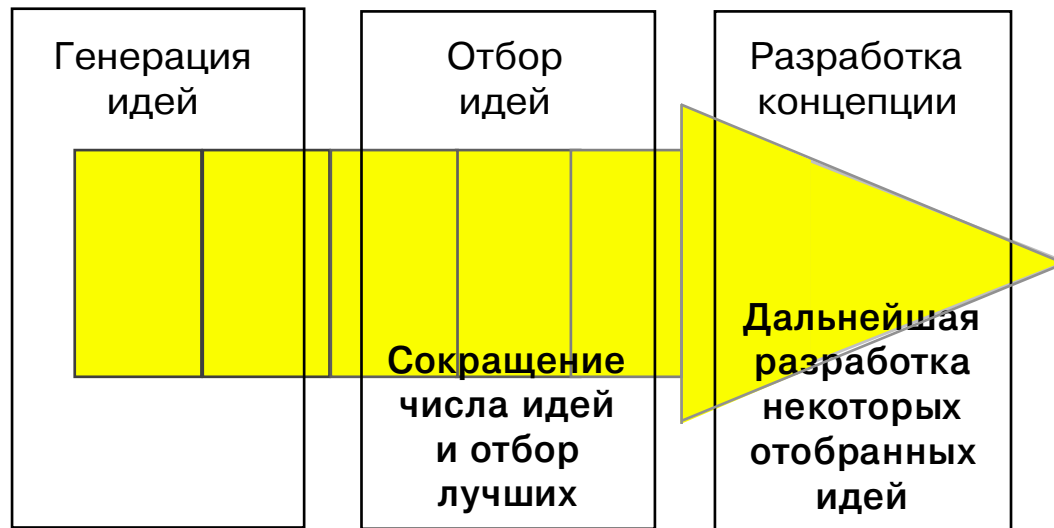 Генерация
идей
Отбор
идей
Разработка
концепции
Сокращение
числа идей
и отбор
лучших
Дальнейшая
разработка
некоторых
отобранных
идей